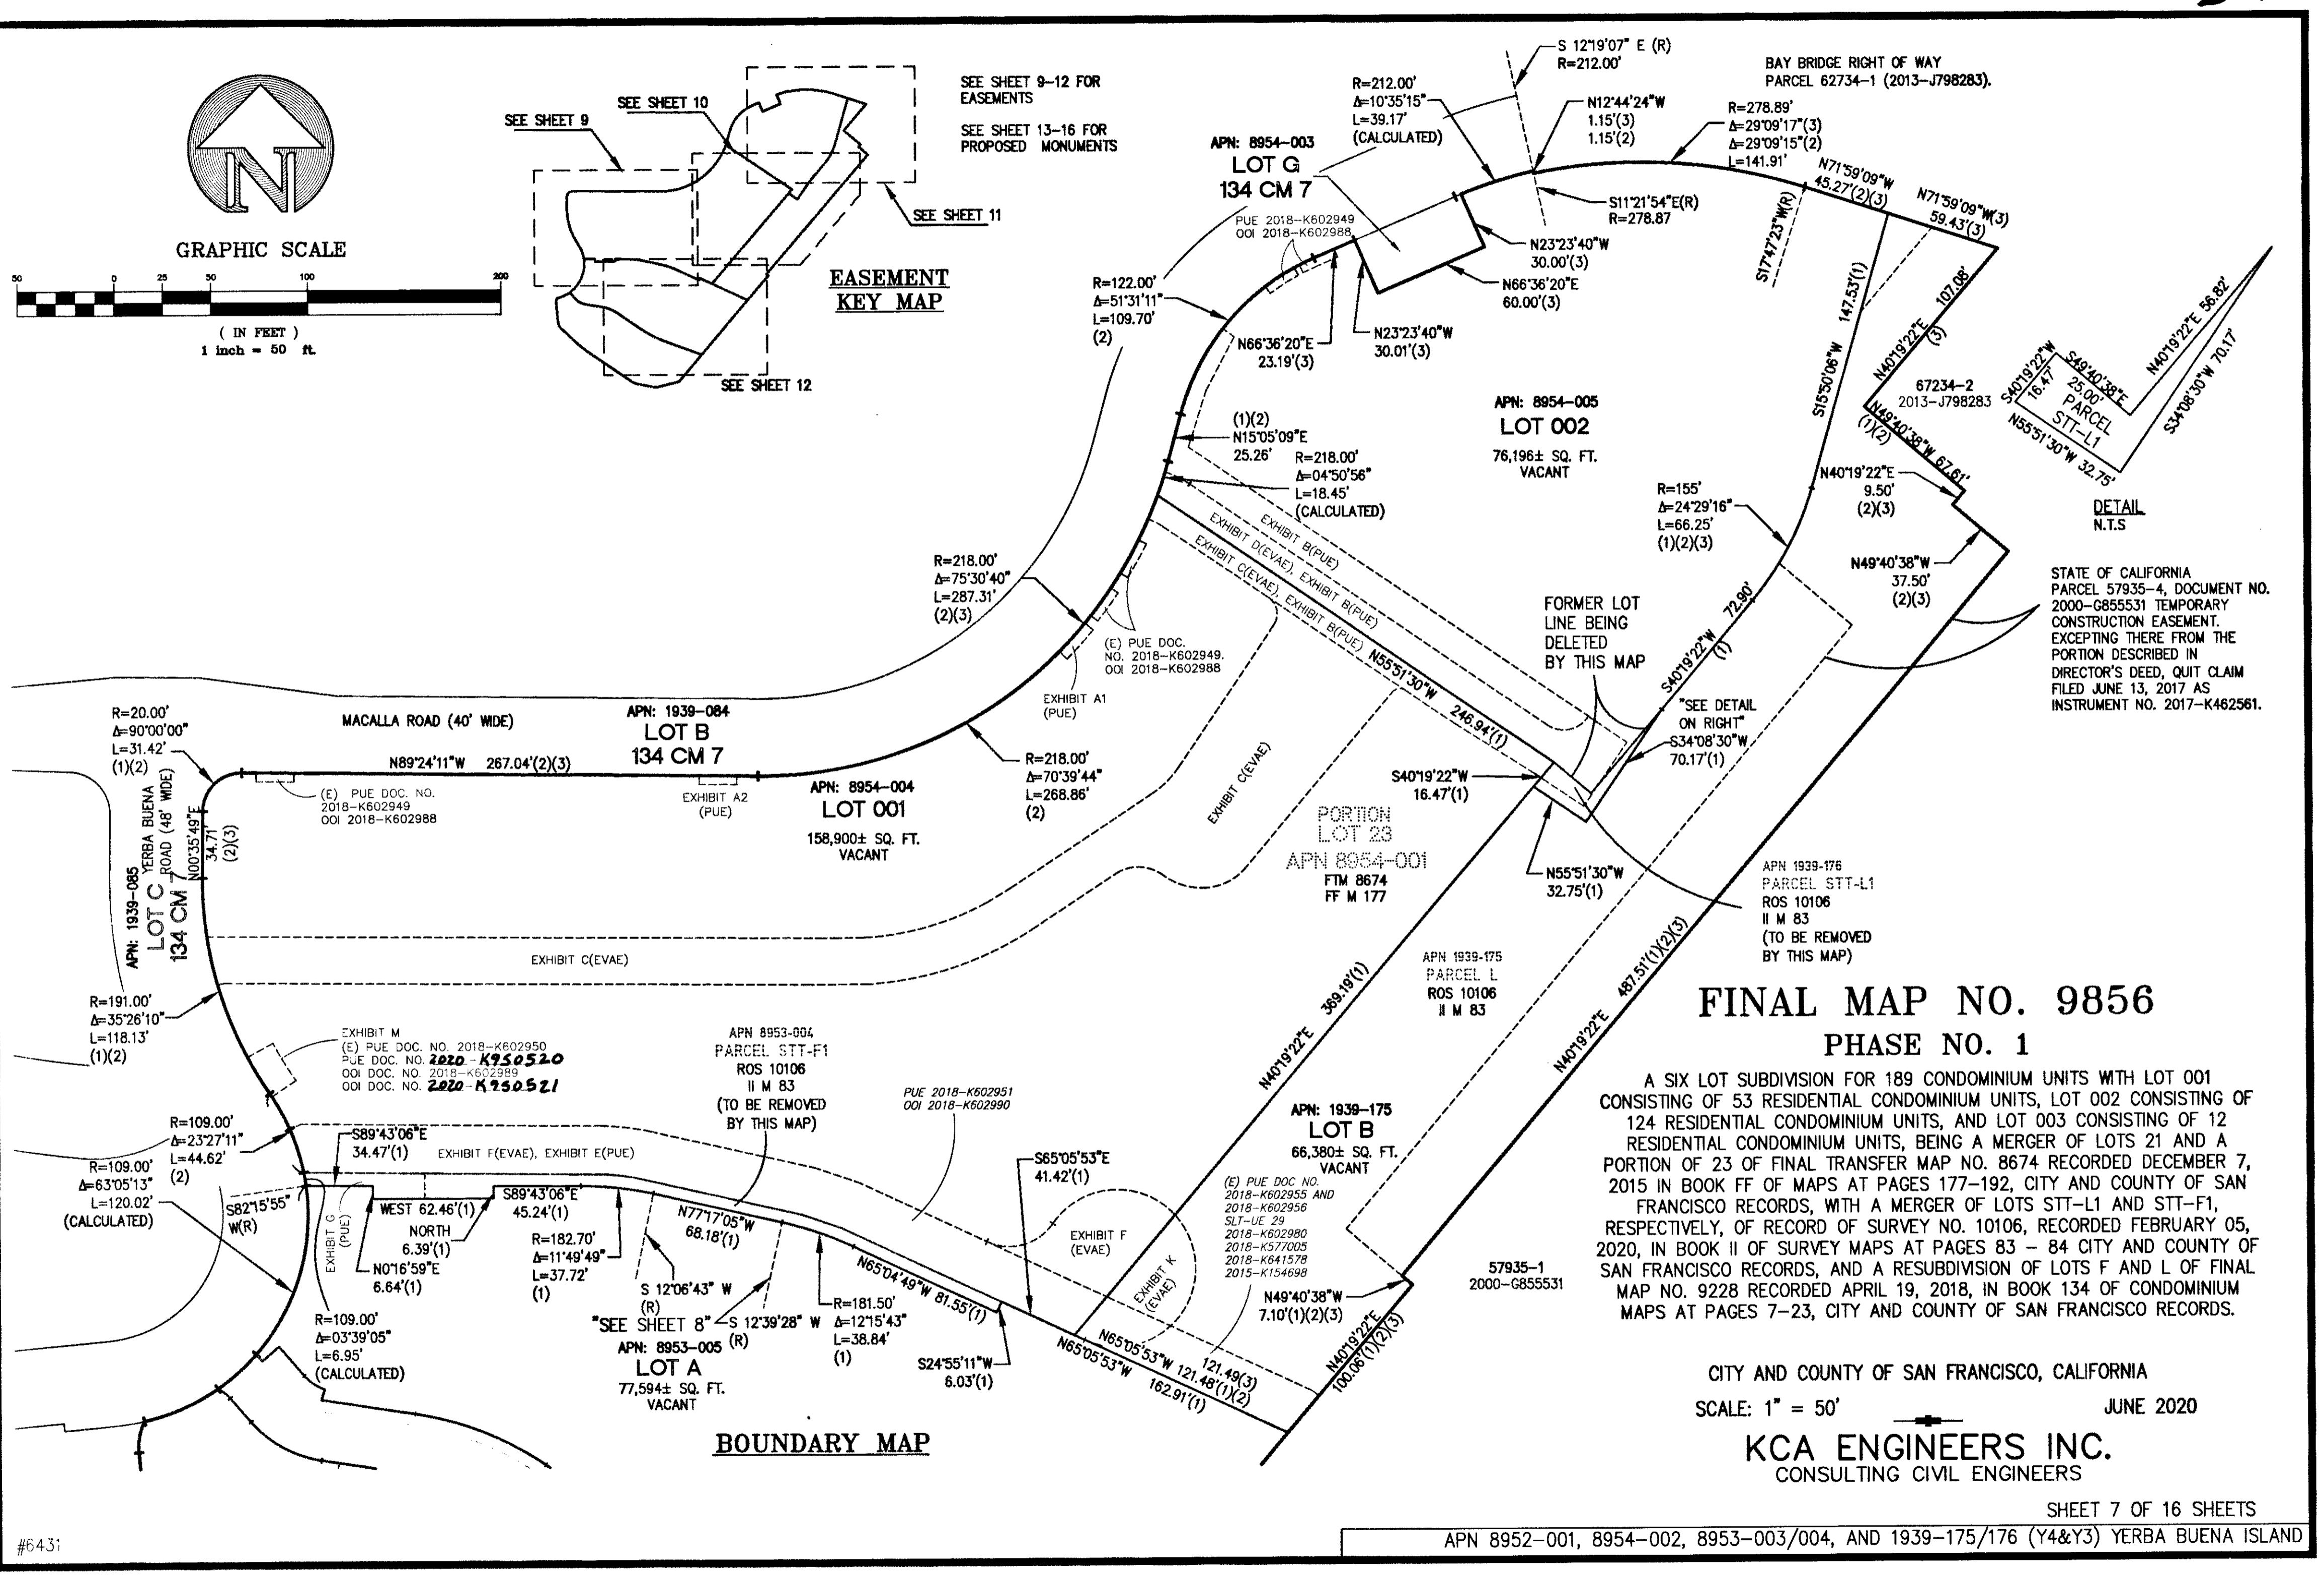 GRAPHIC SCALE
50 0 25 50 100 200
( IN FEET )
1 inch = 50 ft.
N
SEE SHEET 9
SEE SHEET 10
SEE SHEET 11
SEE SHEET 12
EASEMENT
KEY MAP
SEE SHEET 9-12 FOR
EASEMENTS
SEE SHEET 13-16 FOR
PROPOSED MONUMENTS
S 12°19'07" E (R)
R=212.00'
R=212.00'
Δ=10°35'15"
L=39.17'
(CALCULATED)
N12°44'24"W
1.15'(3)
1.15'(2)
BAY BRIDGE RIGHT OF WAY
PARCEL 62734-1 (2013-J798283).
R=278.89'
Δ=29°09'17"(3)
Δ=29°09'15"(2)
L=141.91'
N71°59'09"W
45.27'(2)(3)
N71°59'09"W(3)
59.43'(3)
APN: 8954-003
LOT G
134 CM 7
PUE 2018-K602949
OOI 2018-K602988
S11°21'54"E(R)
R=278.87
S17°47'23"W(R)
N23°23'40"W
30.00'(3)
N66°36'20"E
60.00'(3)
N23°23'40"W
30.01'(3)
N66°36'20"E
23.19'(3)
R=122.00'
Δ=51°31'11"
L=109.70'
(2)
147.53'(1)
S15°50'06"W
107.08'
N40°19'22"E
(3)
67234-2
2013-J798283
N49°40'38"W 67.61'
(1)(2)
S40°19'22"W
16.47'
S49°40'38"E
25.00'
PARCEL
STT-L1
N40°19'22"E 56.82'
S34°08'30"W 70.17'
N55°51'30"W 32.75'
DETAIL
N.T.S
APN: 8954-005
LOT 002
76,196± SQ. FT.
VACANT
(1)(2)
N15°05'09"E
25.26'
R=218.00'
Δ=04°50'56"
L=18.45'
(CALCULATED)
N40°19'22"E
9.50'
(2)(3)
R=155'
Δ=24°29'16"
L=66.25'
(1)(2)(3)
N49°40'38"W
37.50'
(2)(3)
EXHIBIT B(PUE)
EXHIBIT D(EVAE), EXHIBIT B(PUE)
EXHIBIT C(EVAE), EXHIBIT B(PUE)
STATE OF CALIFORNIA
PARCEL 57935-4, DOCUMENT NO.
2000-G855531 TEMPORARY
CONSTRUCTION EASEMENT.
EXCEPTING THERE FROM THE
PORTION DESCRIBED IN
DIRECTOR'S DEED, QUIT CLAIM
FILED JUNE 13, 2017 AS
INSTRUMENT NO. 2017-K462561.
R=218.00'
Δ=75°30'40"
L=287.31'
(2)(3)
FORMER LOT
LINE BEING
DELETED
BY THIS MAP
72.90'
S40°19'22"W
(1)
(E) PUE DOC.
NO. 2018-K602949.
OOI 2018-K602988
EXHIBIT A1
(PUE)
N55°51'30"W 246.94'(1)
"SEE DETAIL
ON RIGHT"
S34°08'30"W
70.17'(1)
R=20.00'
Δ=90°00'00"
L=31.42'
(1)(2)
MACALLA ROAD (40' WIDE)
APN: 1939-084
LOT B
134 CM 7
N89°24'11"W 267.04'(2)(3)
R=218.00'
Δ=70°39'44"
L=268.86'
(2)
S40°19'22"W
16.47'(1)
(E) PUE DOC. NO.
2018-K602949
OOI 2018-K602988
EXHIBIT A2
(PUE)
APN: 8954-004
LOT 001
158,900± SQ. FT.
VACANT
EXHIBIT C(EVAE)
PORTION
LOT 23
APN 8954-001
FTM 8674
FF M 177
APN: 1939-085
LOT C
134 CM 7
YERBA BUENA
ROAD (48' WIDE)
N00°35'49"E
34.71'
(2)(3)
N55°51'30"W
32.75'(1)
APN 1939-176
PARCEL STT-L1
ROS 10106
II M 83
(TO BE REMOVED
BY THIS MAP)
EXHIBIT C(EVAE)
369.19'(1)
N40°19'22"E
APN 1939-175
PARCEL L
ROS 10106
II M 83
487.51'(1)(2)(3)
N40°19'22"E
R=191.00'
Δ=35°26'10"
L=118.13'
(1)(2)
EXHIBIT M
(E) PUE DOC. NO. 2018-K602950
PUE DOC. NO. 2020-K950520
OOI DOC. NO. 2018-K602989
OOI DOC. NO. 2020-K950521
APN 8953-004
PARCEL STT-F1
ROS 10106
II M 83
(TO BE REMOVED
BY THIS MAP)
PUE 2018-K602951
OOI 2018-K602990
R=109.00'
Δ=23°27'11"
L=44.62'
(2)
R=109.00'
Δ=63°05'13"
L=120.02'
(CALCULATED)
S89°43'06"E
34.47'(1)
EXHIBIT F(EVAE), EXHIBIT E(PUE)
S82°15'55"
W(R)
EXHIBIT G
(PUE)
WEST 62.46'(1)
NORTH
6.39'(1)
N0°16'59"E
6.64'(1)
S89°43'06"E
45.24'(1)
R=182.70'
Δ=11°49'49"
L=37.72'
(1)
N77°17'05"W
68.18'(1)
S 12°06'43" W
(R)
"SEE SHEET 8"
S 12°39'28" W
(R)
R=181.50'
Δ=12°15'43"
L=38.84'
(1)
N65°04'49"W 81.55'(1)
S65°05'53"E
41.42'(1)
S24°55'11"W
6.03'(1)
EXHIBIT F
(EVAE)
EXHIBIT K
(EVAE)
APN: 1939-175
LOT B
66,380± SQ. FT.
VACANT
(E) PUE DOC NO.
2018-K602955 AND
2018-K602956
SLT-UE 29
2018-K602980
2018-K577005
2018-K641578
2015-K154698
N49°40'38"W
7.10'(1)(2)(3)
N40°19'22"E
100.06'(1)(2)(3)
121.49(3)
N65°05'53"W 121.48'(1)(2)
N65°05'53"W 162.91'(1)
57935-1
2000-G855531
R=109.00'
Δ=03°39'05"
L=6.95'
(CALCULATED)
APN: 8953-005
LOT A
77,594± SQ. FT.
VACANT
BOUNDARY MAP
FINAL MAP NO. 9856
PHASE NO. 1
A SIX LOT SUBDIVISION FOR 189 CONDOMINIUM UNITS WITH LOT 001
CONSISTING OF 53 RESIDENTIAL CONDOMINIUM UNITS, LOT 002 CONSISTING OF
124 RESIDENTIAL CONDOMINIUM UNITS, AND LOT 003 CONSISTING OF 12
RESIDENTIAL CONDOMINIUM UNITS, BEING A MERGER OF LOTS 21 AND A
PORTION OF 23 OF FINAL TRANSFER MAP NO. 8674 RECORDED DECEMBER 7,
2015 IN BOOK FF OF MAPS AT PAGES 177-192, CITY AND COUNTY OF SAN
FRANCISCO RECORDS, WITH A MERGER OF LOTS STT-L1 AND STT-F1,
RESPECTIVELY, OF RECORD OF SURVEY NO. 10106, RECORDED FEBRUARY 05,
2020, IN BOOK II OF SURVEY MAPS AT PAGES 83 - 84 CITY AND COUNTY OF
SAN FRANCISCO RECORDS, AND A RESUBDIVISION OF LOTS F AND L OF FINAL
MAP NO. 9228 RECORDED APRIL 19, 2018, IN BOOK 134 OF CONDOMINIUM
MAPS AT PAGES 7-23, CITY AND COUNTY OF SAN FRANCISCO RECORDS.
CITY AND COUNTY OF SAN FRANCISCO, CALIFORNIA
SCALE: 1" = 50' JUNE 2020
KCA ENGINEERS INC.
CONSULTING CIVIL ENGINEERS
SHEET 7 OF 16 SHEETS
#6431
APN 8952-001, 8954-002, 8953-003/004, AND 1939-175/176 (Y4&Y3) YERBA BUENA ISLAND